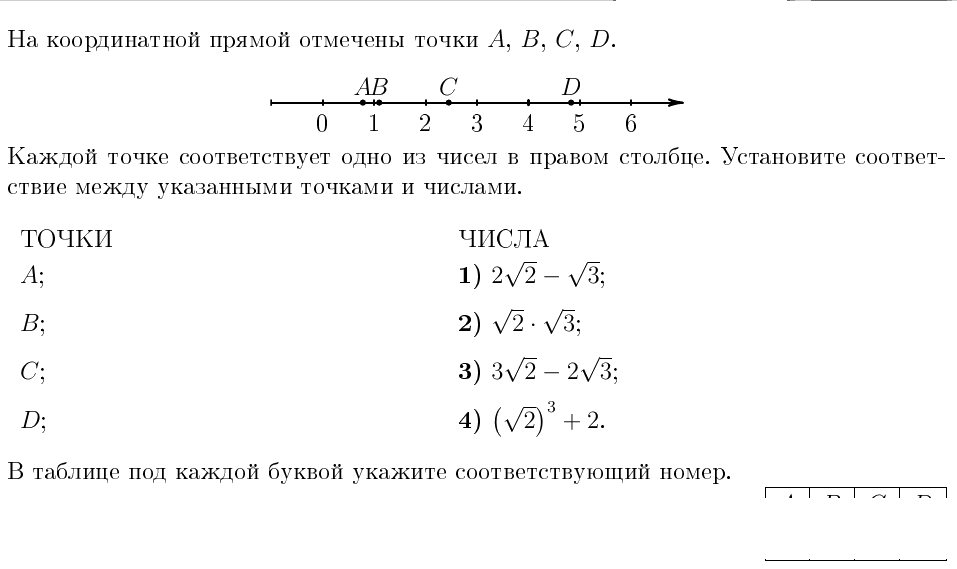 На координатной прямой отмечены точки A, B, C, D.
A B C D
0 1 2 3 4 5 6
Каждой точке соответствует одно из чисел в правом столбце. Установите соответ-
ствие между указанными точками и числами.
ТОЧКИ ЧИСЛА
A; 1) 2√2 − √3;
B; 2) √2 · √3;
C; 3) 3√2 − 2√3;
D; 4) (√2)³ + 2.
В таблице под каждой буквой укажите соответствующий номер.